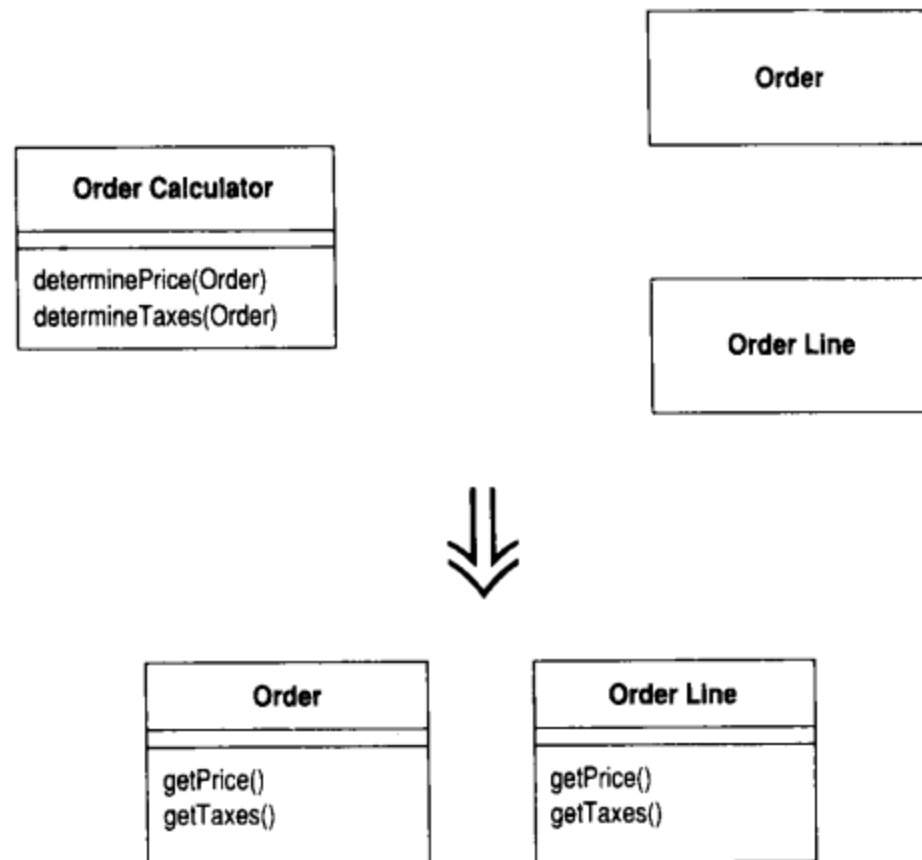 Order
Order Calculator
determinePrice(Order)
determineTaxes(Order)
Order Line
Order
getPrice()
getTaxes()
Order Line
getPrice()
getTaxes()